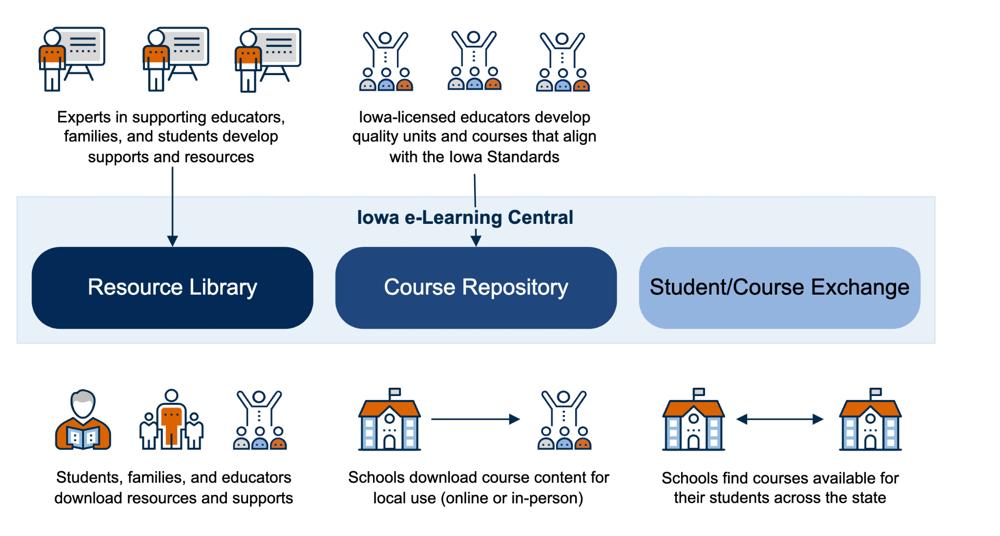 Experts in supporting educators,
families, and students develop
supports and resources
Iowa-licensed educators develop
quality units and courses that align
with the Iowa Standards
Iowa e-Learning Central
Resource Library
Course Repository
Student/Course Exchange
Students, families, and educators
download resources and supports
Schools download course content for
local use (online or in-person)
Schools find courses available for
their students across the state